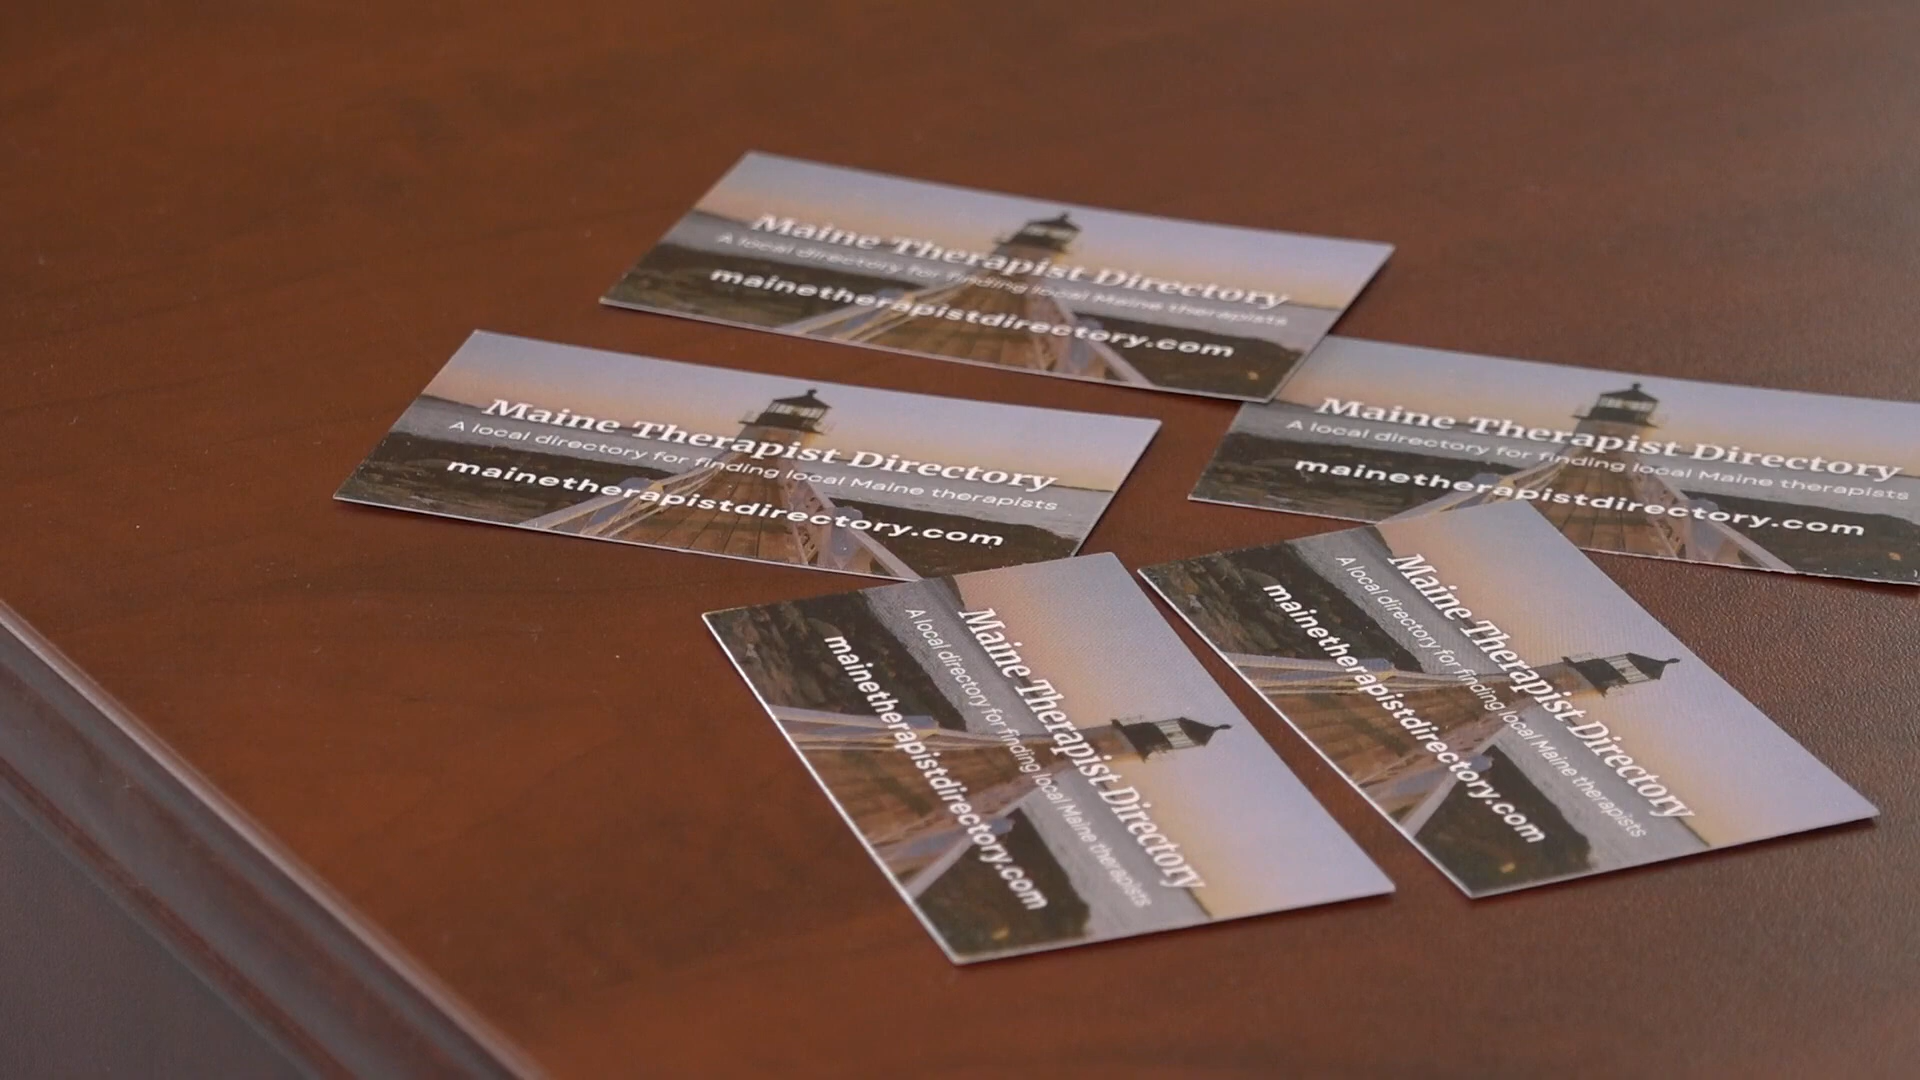 Maine Therapist Directory
A local directory for finding local Maine therapists
mainetherapistdirectory.com
Maine Therapist Directory
A local directory for finding local Maine therapists
mainetherapistdirectory.com
Maine Therapist Directory
A local directory for finding local Maine therapists
mainetherapistdirectory.com
Maine Therapist Directory
A local directory for finding local Maine therapists
mainetherapistdirectory.com
Maine Therapist Directory
A local directory for finding local Maine therapists
mainetherapistdirectory.com